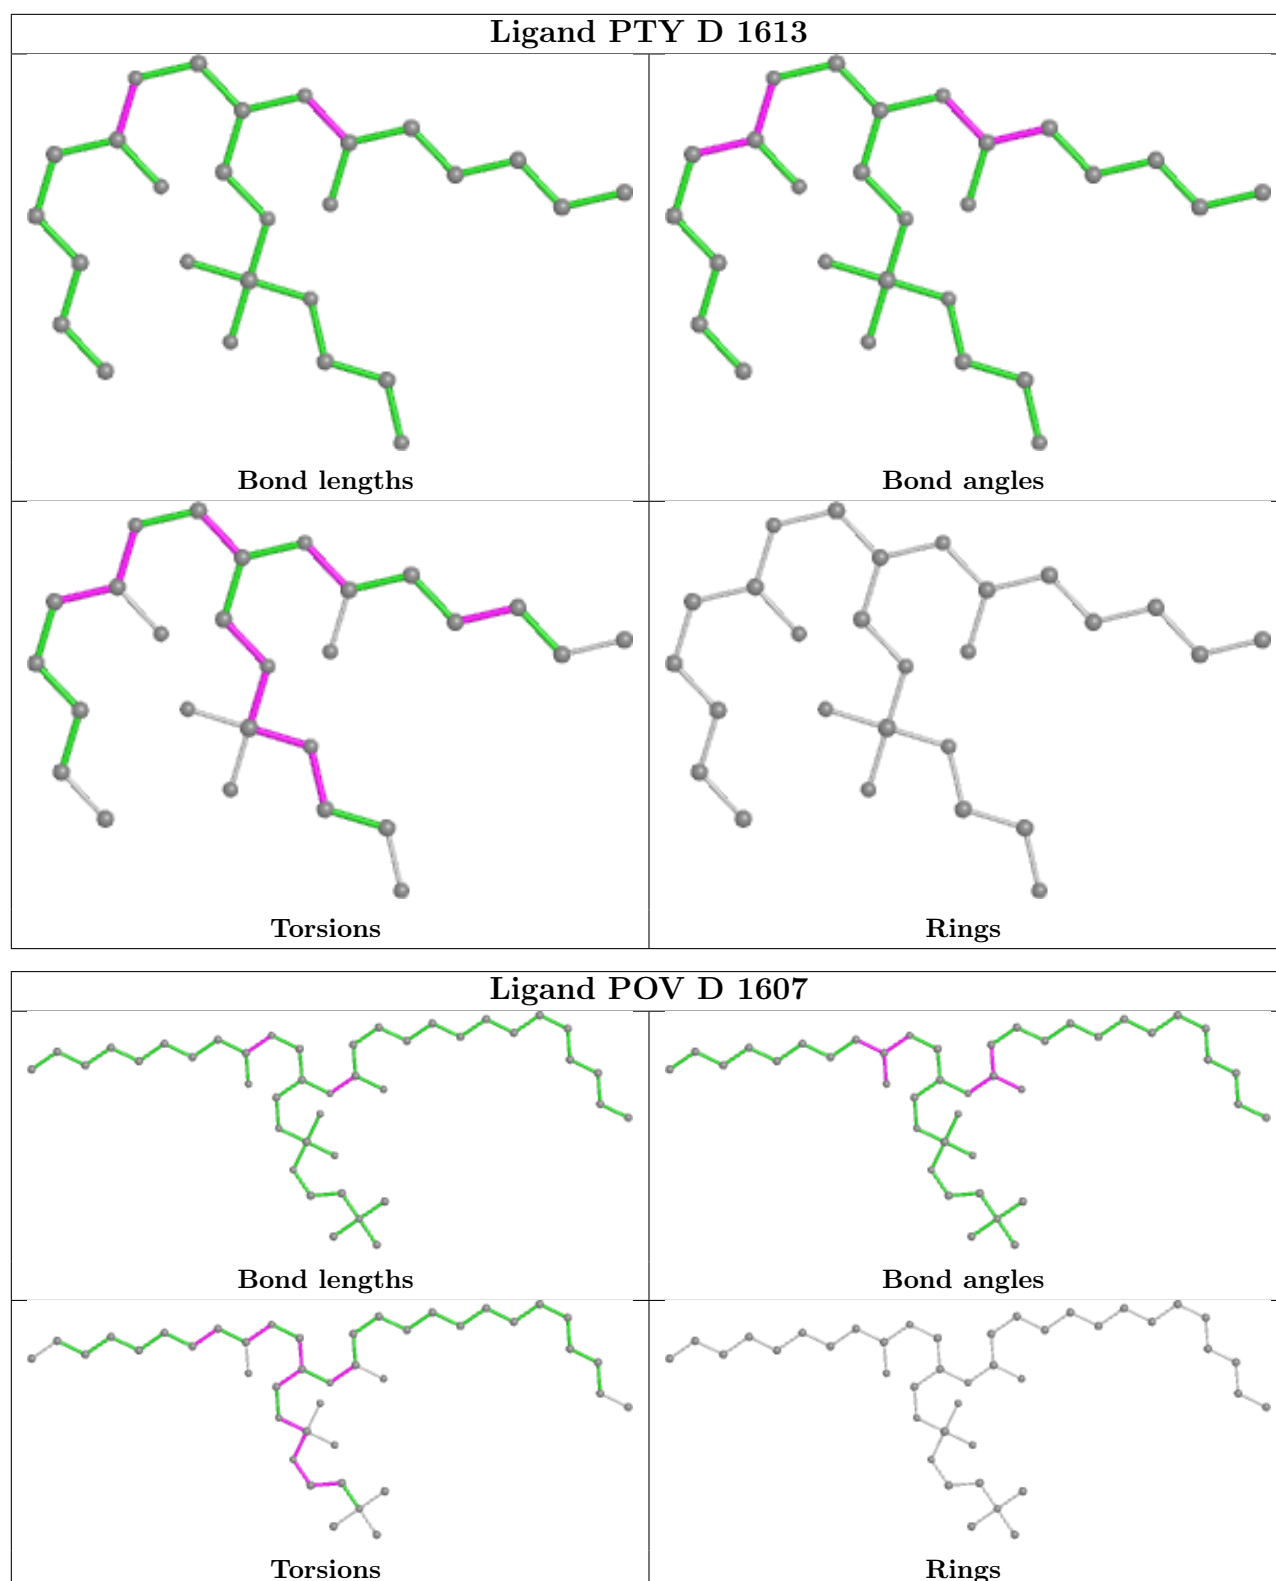 Ligand PTY D 1613
Bond lengths
Bond angles
Torsions
Rings
Ligand POV D 1607
Bond lengths
Bond angles
Torsions
Rings